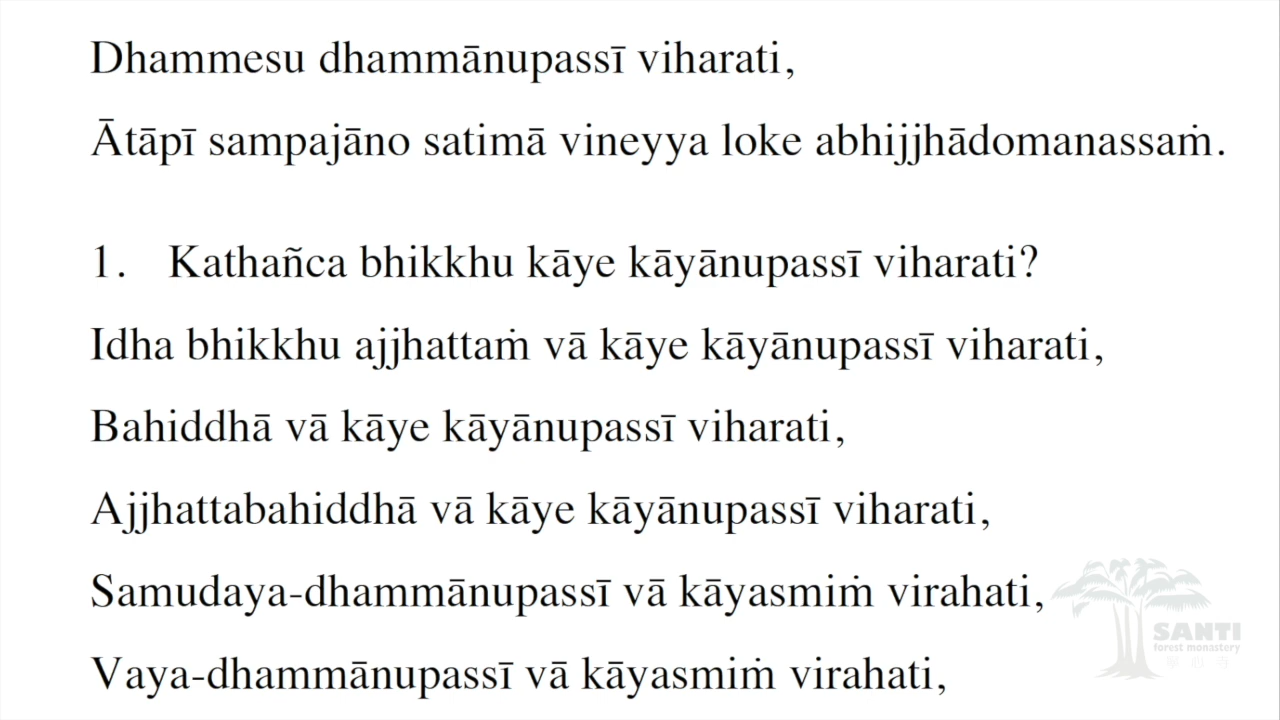 Dhammesu dhammānupassī viharati,
Ātāpī sampajāno satimā vineyya loke abhijjhādomanassaṁ.
1. Kathañca bhikkhu kāye kāyānupassī viharati?
Idha bhikkhu ajjhattaṁ vā kāye kāyānupassī viharati,
Bahiddhā vā kāye kāyānupassī viharati,
Ajjhattabahiddhā vā kāye kāyānupassī viharati,
Samudaya-dhammānupassī vā kāyasmiṁ virahati,
Vaya-dhammānupassī vā kāyasmiṁ virahati,
SANTI
forest monastery